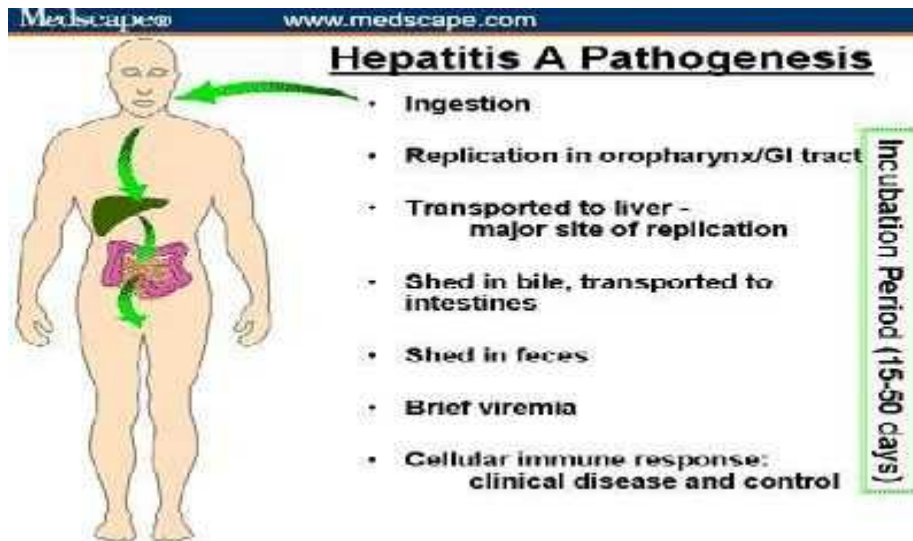 Medscape® www.medscape.com
Hepatitis A Pathogenesis
• Ingestion
• Replication in oropharynx/GI tract
• Transported to liver -
major site of replication
• Shed in bile, transported to
intestines
• Shed in feces
• Brief viremia
• Cellular immune response:
clinical disease and control
Incubation Period (15-50 days)